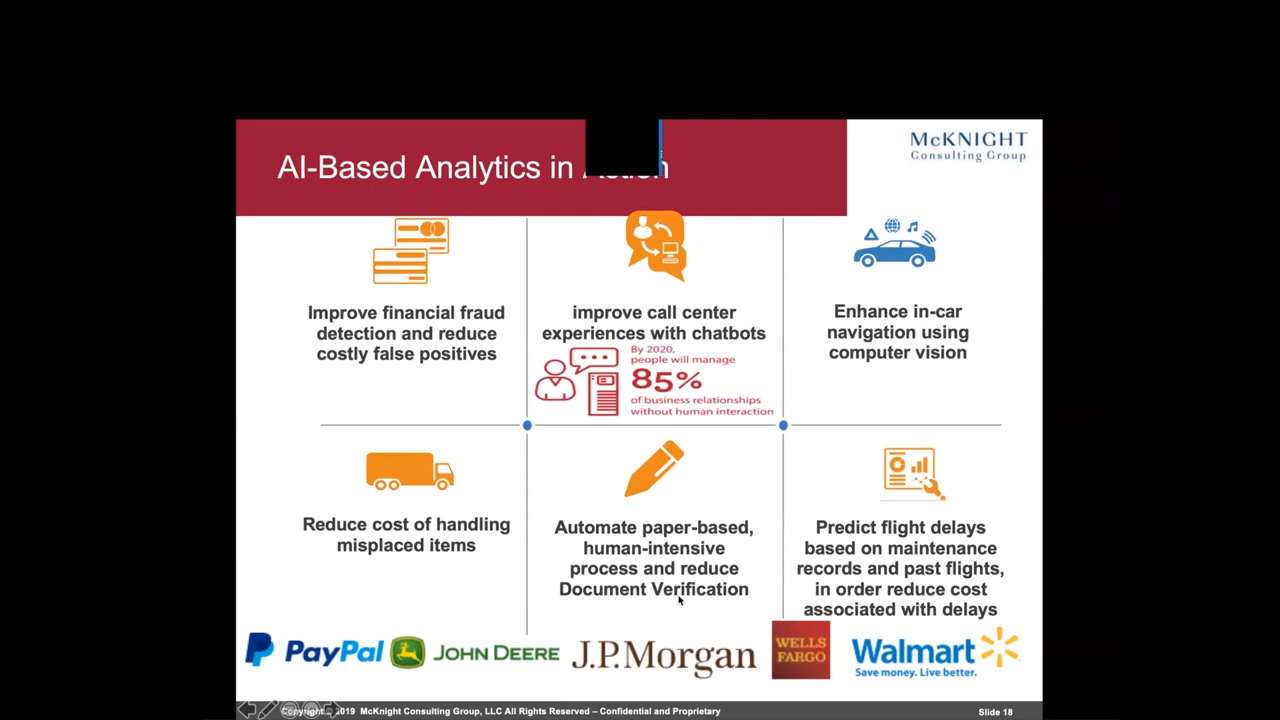 AI-Based Analytics in
McKNIGHT
Consulting Group
Improve financial fraud
detection and reduce
costly false positives
improve call center
experiences with chatbots
By 2020,
people will manage
85%
of business relationships
without human interaction
Enhance in-car
navigation using
computer vision
Reduce cost of handling
misplaced items
Automate paper-based,
human-intensive
process and reduce
Document Verification
Predict flight delays
based on maintenance
records and past flights,
in order reduce cost
associated with delays
PayPal
JOHN DEERE
J.P.Morgan
WELLS
FARGO
Walmart
Save money. Live better.
Copyright © 2019 McKnight Consulting Group, LLC All Rights Reserved – Confidential and Proprietary
Slide 18